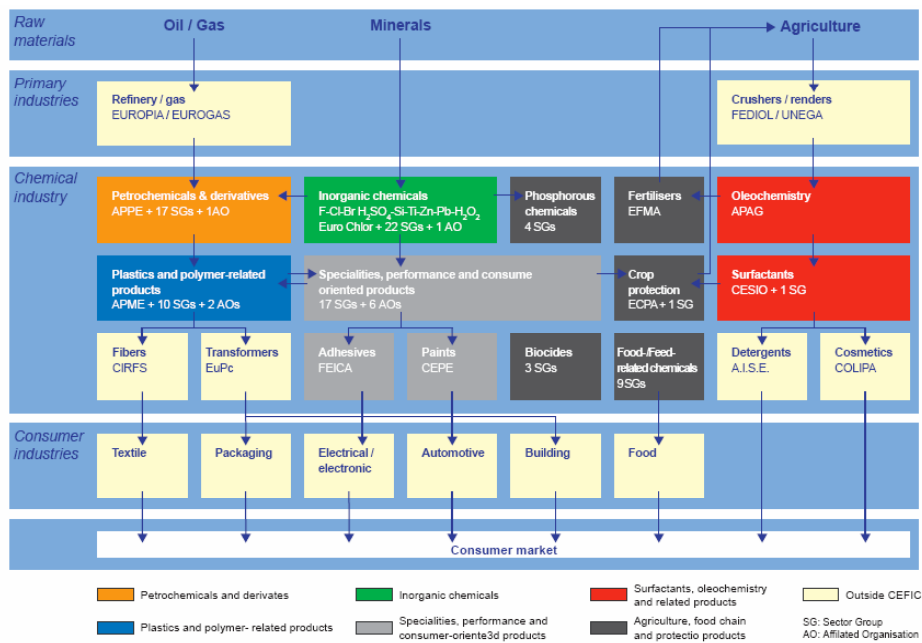 Raw
materials
Oil / Gas
Minerals
Agriculture
Primary
industries
Refinery / gas
EUROPIA / EUROGAS
Crushers / renders
FEDIOL / UNEGA
Chemical
industry
Petrochemicals & derivatives
APPE + 17 SGs + 1AO
Inorganic chemicals
F-Cl-Br H₂SO₄-Si-Ti-Zn-Pb-H₂O₂
Euro Chlor + 22 SGs + 1 AO
Phosphorous
chemicals
4 SGs
Fertilisers
EFMA
Oleochemistry
APAG
Plastics and polymer-related
products
APME + 10 SGs + 2 AOs
Specialities, performance and consume
oriented products
17 SGs + 6 AOs
Crop
protection
ECPA + 1 SG
Surfactants
CESIO + 1 SG
Fibers
CIRFS
Transformers
EuPc
Adhesives
FEICA
Paints
CEPE
Biocides
3 SGs
Food-/Feed-
related chemicals
9SGs
Detergents
A.I.S.E.
Cosmetics
COLIPA
Consumer
industries
Textile
Packaging
Electrical /
electronic
Automotive
Building
Food
Consumer market
Petrochemicals and derivates
Inorganic chemicals
Surfactants, oleochemistry
and related products
Outside CEFIC
Plastics and polymer- related products
Specialities, performance and
consumer-oriente3d products
Agriculture, food chain
and protectio products
SG: Sector Group
AO: Affilated Organisation